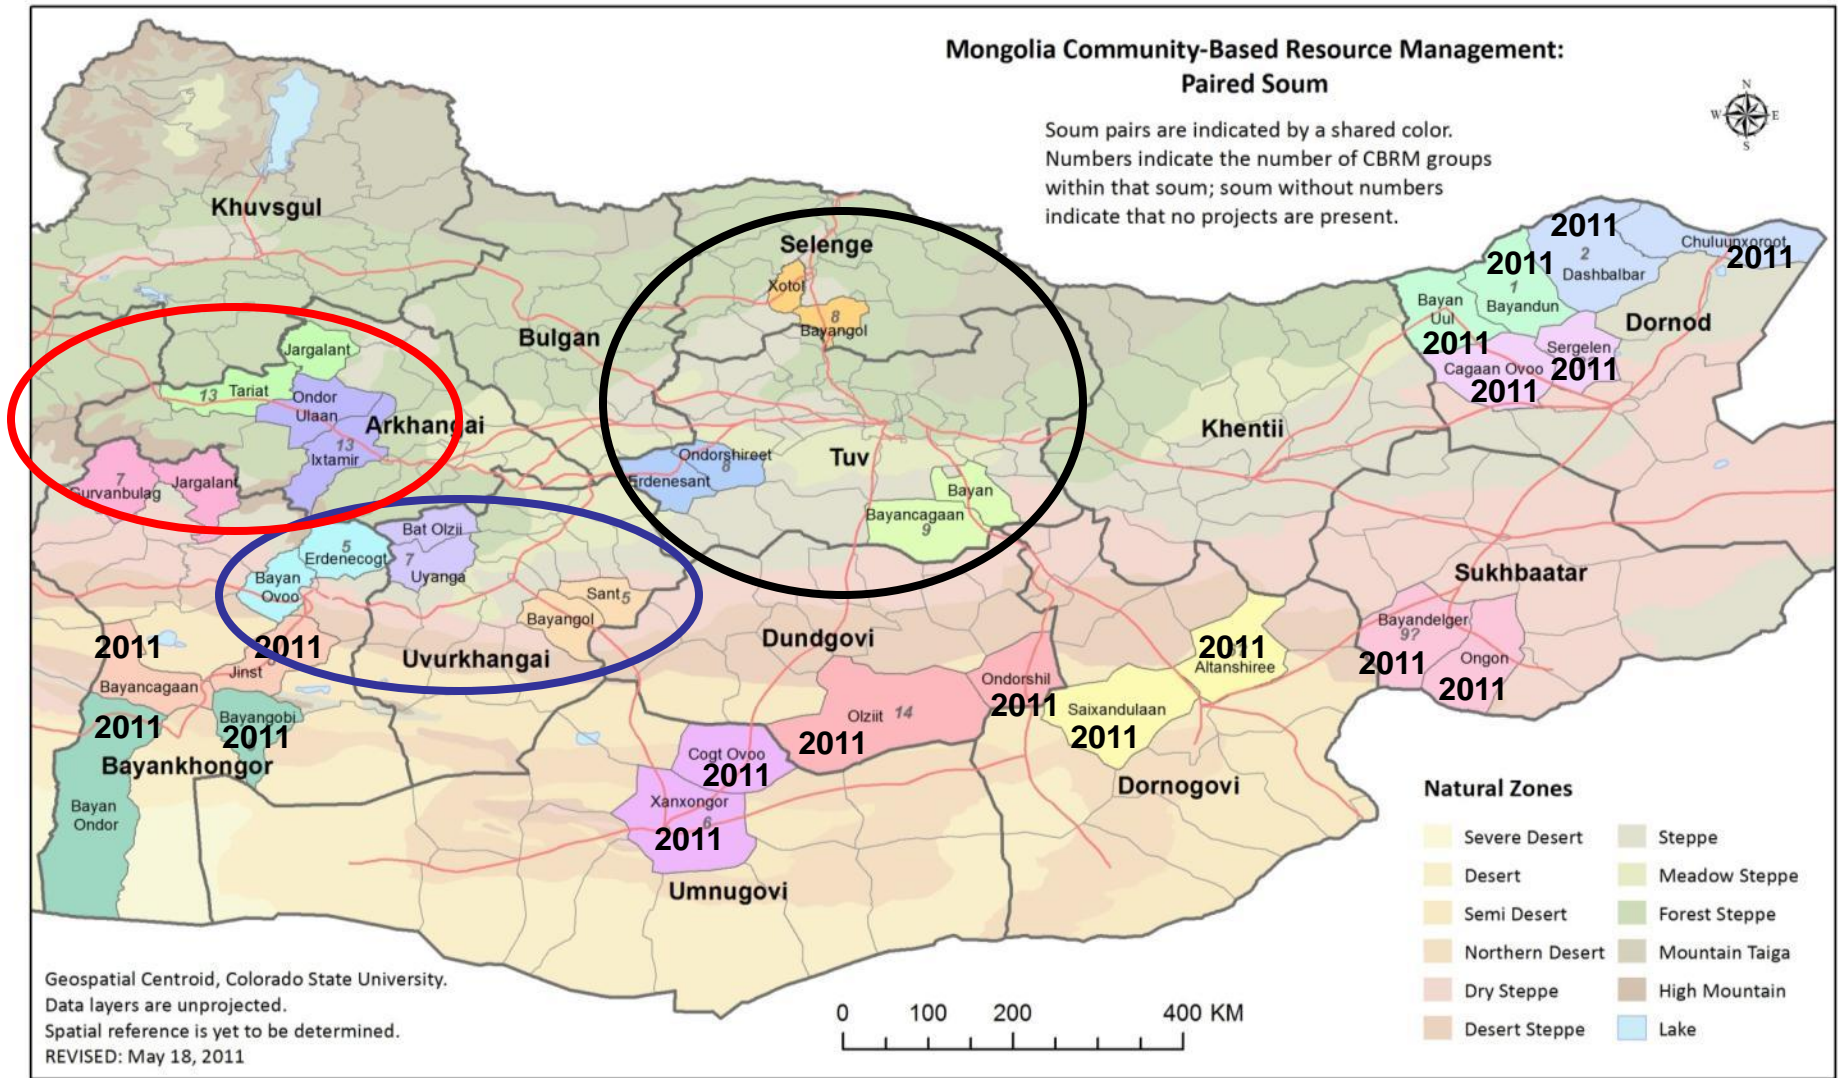 Mongolia Community-Based Resource Management:
Paired Soum
Soum pairs are indicated by a shared color.
Numbers indicate the number of CBRM groups
within that soum; soum without numbers
indicate that no projects are present.
N
W E
S
Khuvsgul
Selenge
Xotol
8
Bayangol
Bulgan
2011
2
Dashbalbar
Chuluunxoroot
2011
2011
1
Bayandun
Bayan
Uul
2011
Dornod
Sergelen
2011
Cagaan Ovoo
2011
Jargalant
13 Tariat
Ondor
Ulaan
Arkhangai
13
Ixtamir
7
Gurvanbulag
Jargalant
Khentii
Ondorshireet
8
Erdenesant
Tuv
Bayan
Bayancagaan
9
Bat Olzii
7
Uyanga
5
Erdenecogt
Bayan
Ovoo
Sant 5
Bayangol
Uvurkhangai
Sukhbaatar
Bayandelger
9?
2011
Ongon
2011
Dundgovi
2011
Altanshiree
2011
2011
Jinst
Bayancagaan
Ondorshil
2011
Saixandulaan
2011
Olziit 14
2011
2011
Bayangobi
2011
Bayankhongor
Cogt Ovoo
2011
Xanxongor
6
2011
Dornogovi
Bayan
Ondor
Umnugovi
Natural Zones
Severe Desert
Desert
Semi Desert
Northern Desert
Dry Steppe
Desert Steppe
Steppe
Meadow Steppe
Forest Steppe
Mountain Taiga
High Mountain
Lake
Geospatial Centroid, Colorado State University.
Data layers are unprojected.
Spatial reference is yet to be determined.
REVISED: May 18, 2011
0 100 200 400 KM